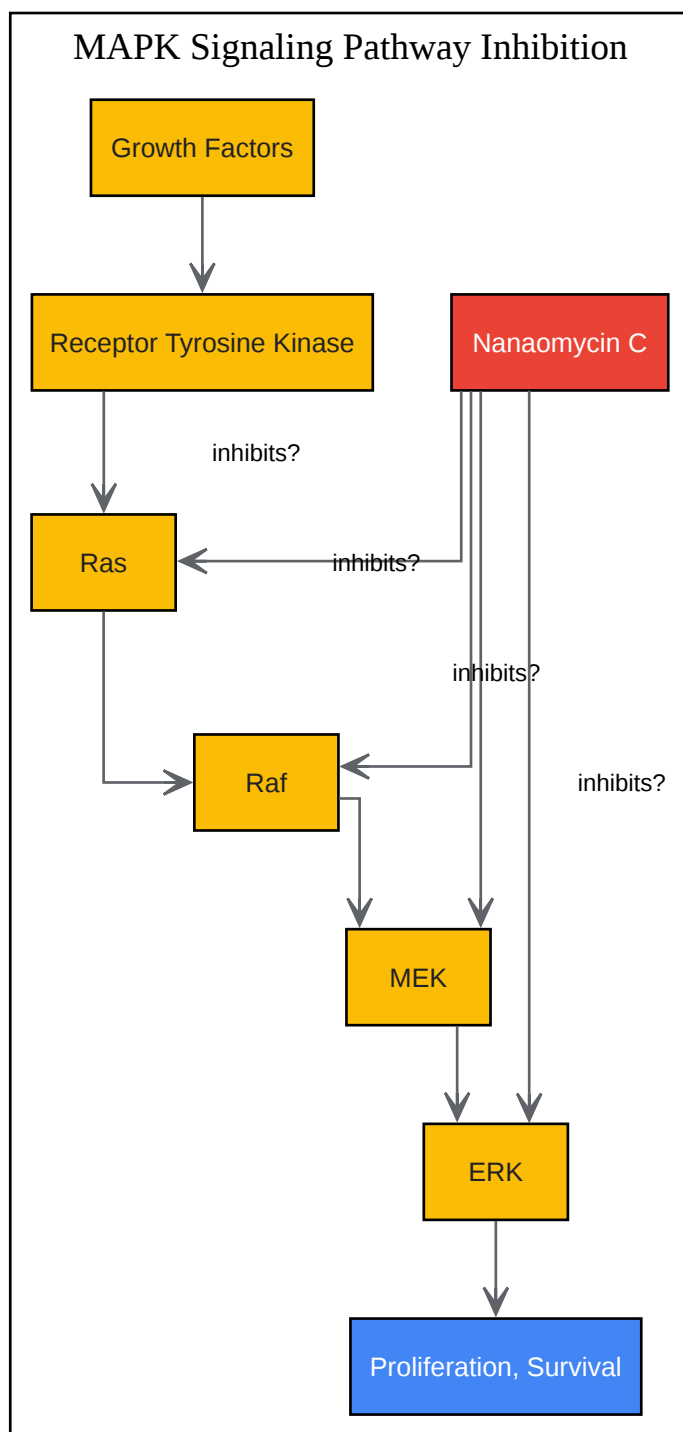 MAPK Signaling Pathway Inhibition
Growth Factors
Receptor Tyrosine Kinase
Nanaomycin C
inhibits?
Ras
inhibits?
inhibits?
Raf
inhibits?
MEK
ERK
Proliferation, Survival